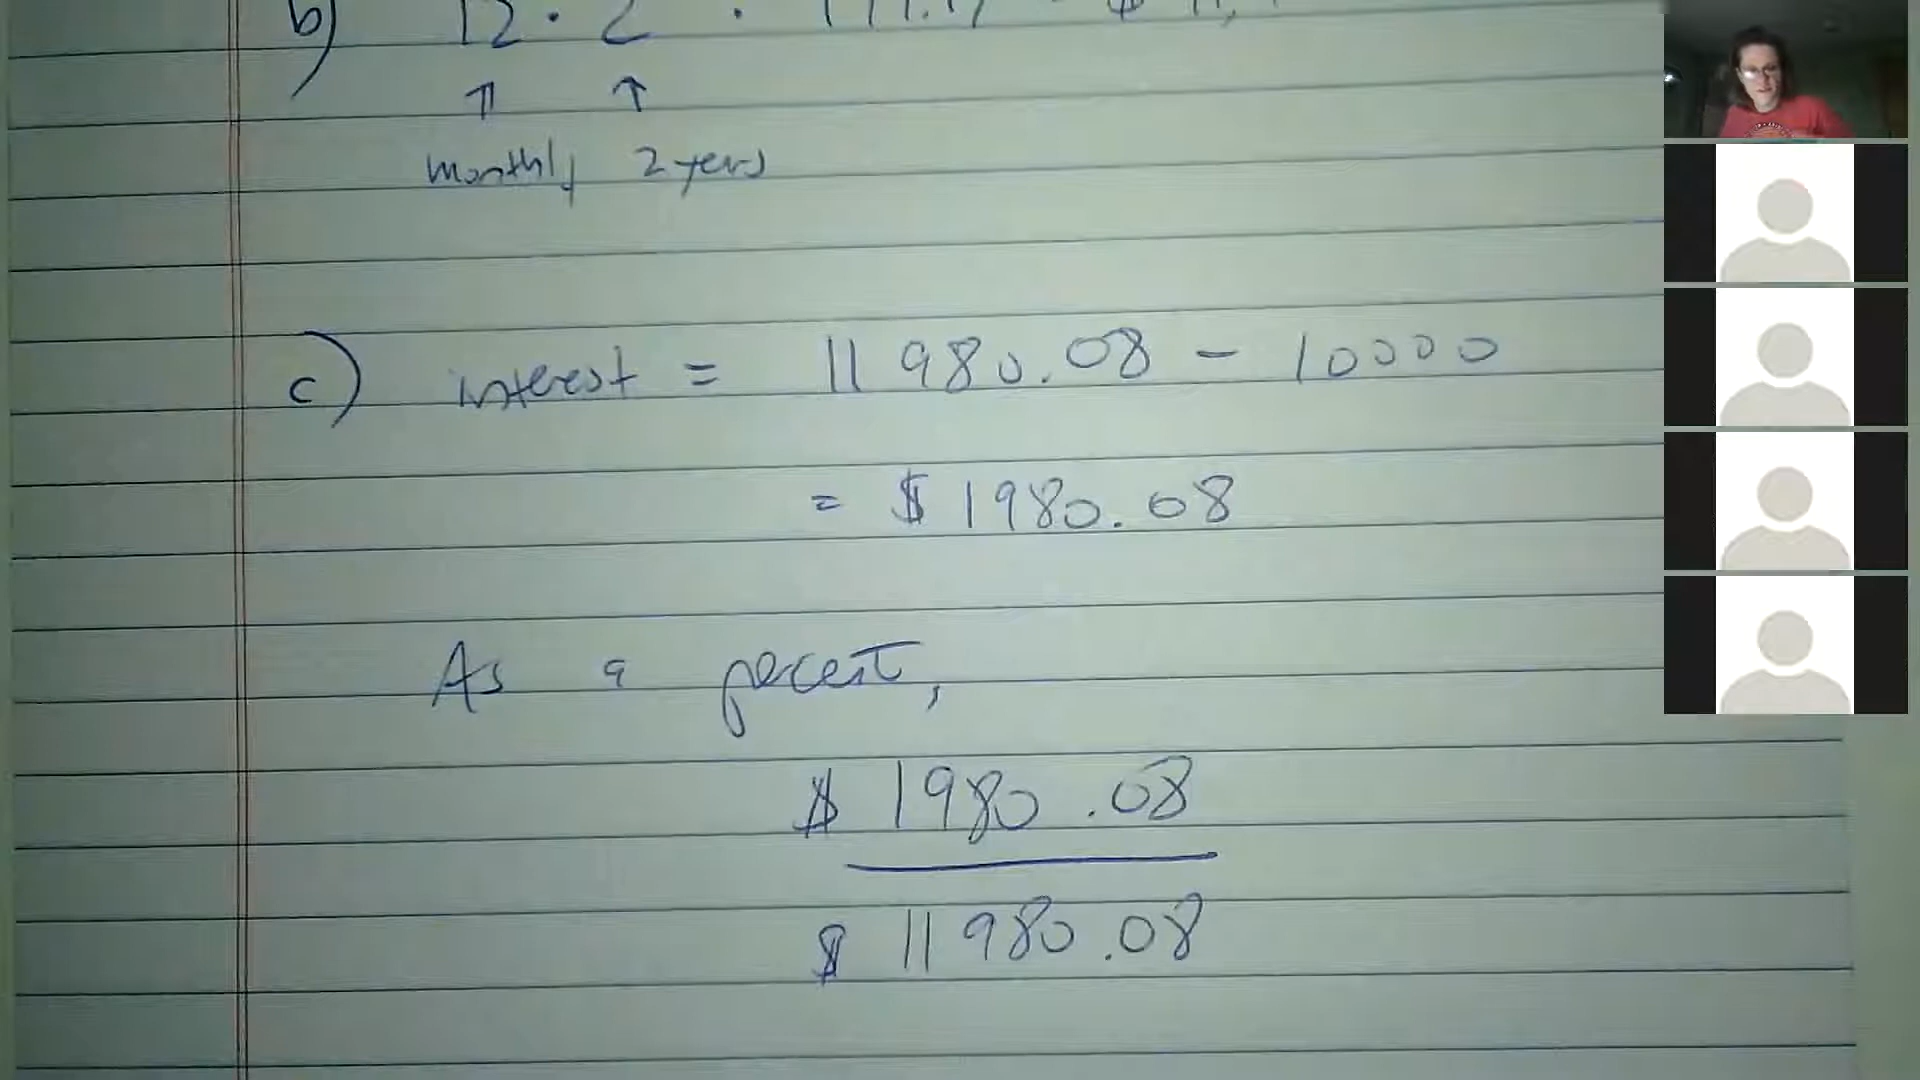 b) 12 · 2 ·
monthly 2 years
c) interest = 11980.08 - 10000
= $1980.08
As a percent,
$1980.08
$11980.08